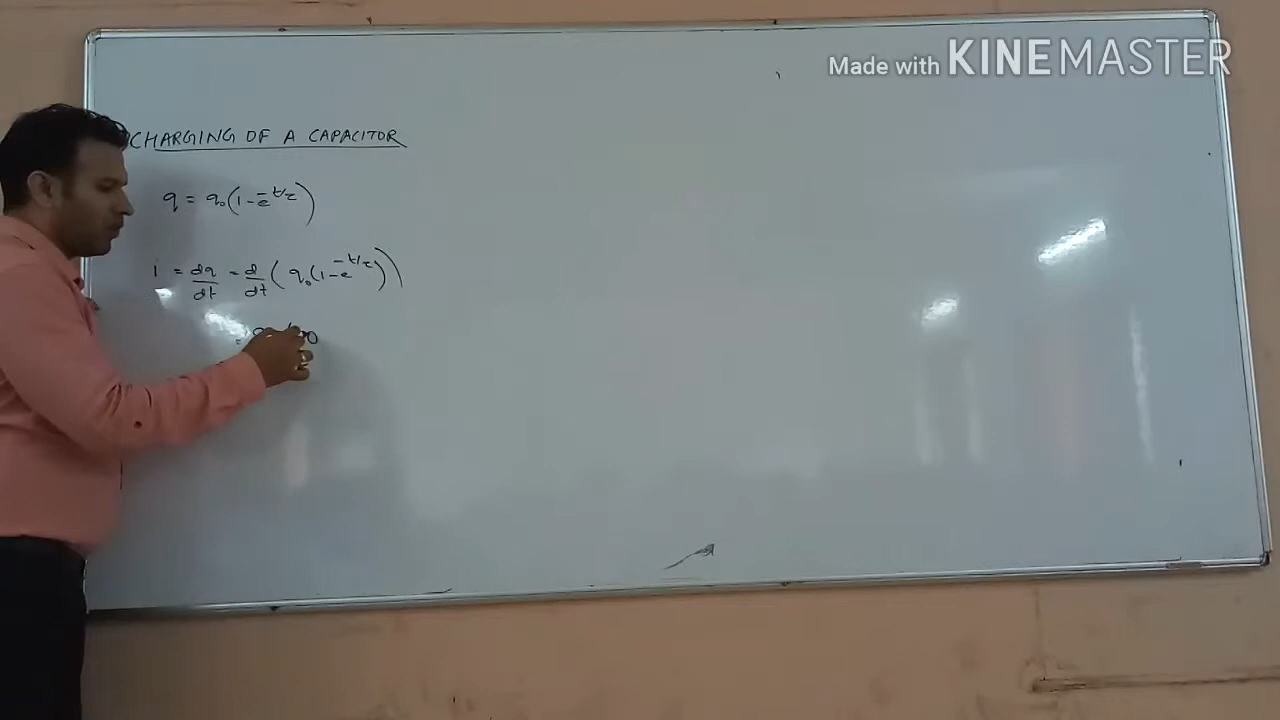 Made with KINEMASTER
CHARGING OF A CAPACITOR
q = q₀(1-e^-t/τ)
i = dq/dt = d/dt (q₀(1-e^-t/τ))
=